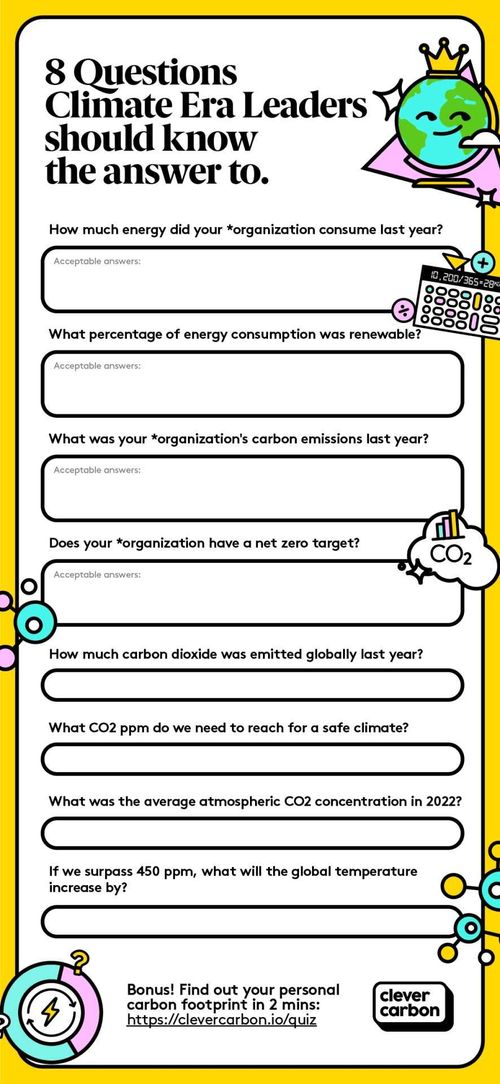 8 Questions
Climate Era Leaders
should know
the answer to.
How much energy did your *organization consume last year?
Acceptable answers:
10,200/365=28
What percentage of energy consumption was renewable?
Acceptable answers:
What was your *organization's carbon emissions last year?
Acceptable answers:
Does your *organization have a net zero target?
CO2
Acceptable answers:
How much carbon dioxide was emitted globally last year?
What CO2 ppm do we need to reach for a safe climate?
What was the average atmospheric CO2 concentration in 2022?
If we surpass 450 ppm, what will the global temperature
increase by?
?
Bonus! Find out your personal
carbon footprint in 2 mins:
https://clevercarbon.io/quiz
clever
carbon